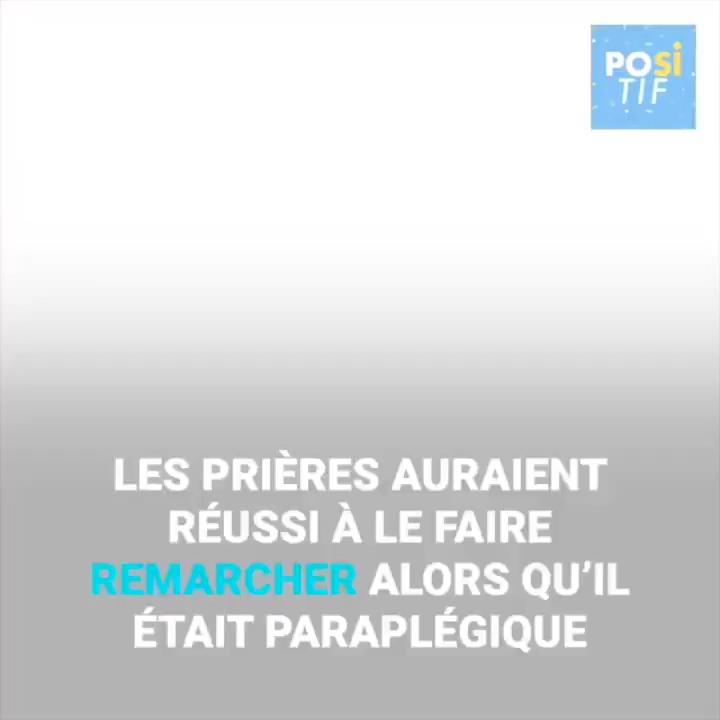 POSi
TIF
LES PRIÈRES AURAIENT
RÉUSSI À LE FAIRE
REMARCHER ALORS QU’IL
ÉTAIT PARAPLÉGIQUE